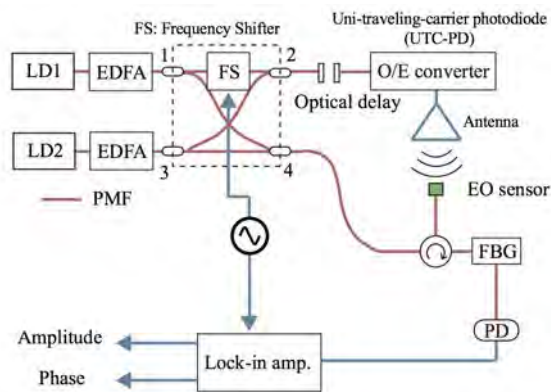 FS: Frequency Shifter
Uni-traveling-carrier photodiode
(UTC-PD)
LD1
EDFA
1
FS
2
O/E converter
Optical delay
Antenna
LD2
EDFA
3
4
EO sensor
PMF
FBG
PD
Amplitude
Phase
Lock-in amp.